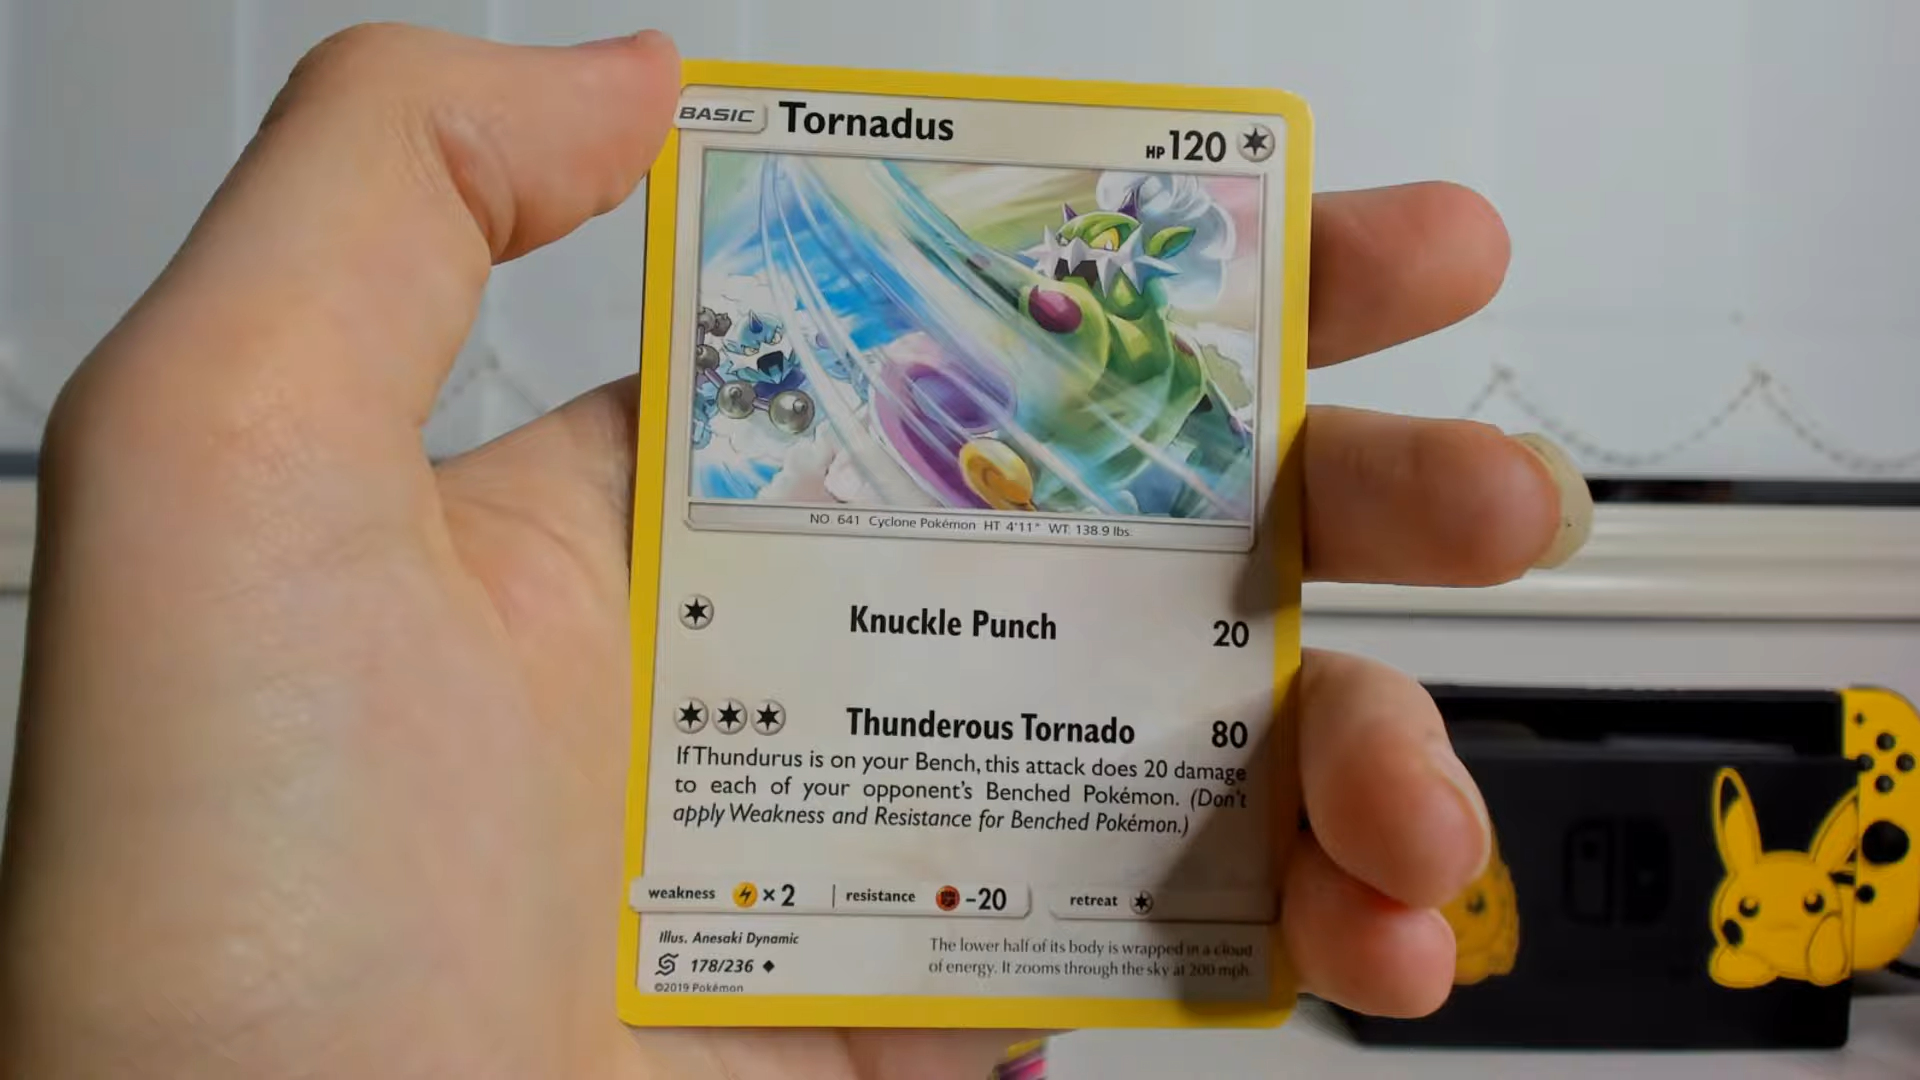 BASIC Tornadus HP 120
NO. 641 Cyclone Pokémon HT 4'11" WT 138.9 lbs.
Knuckle Punch 20
Thunderous Tornado 80
If Thundurus is on your Bench, this attack does 20 damage
to each of your opponent's Benched Pokémon. (Don't
apply Weakness and Resistance for Benched Pokémon.)
weakness ×2 resistance -20 retreat
Illus. Anesaki Dynamic
178/236
©2019 Pokémon
The lower half of its body is wrapped in a cloud
of energy. It zooms through the sky at 200 mph.